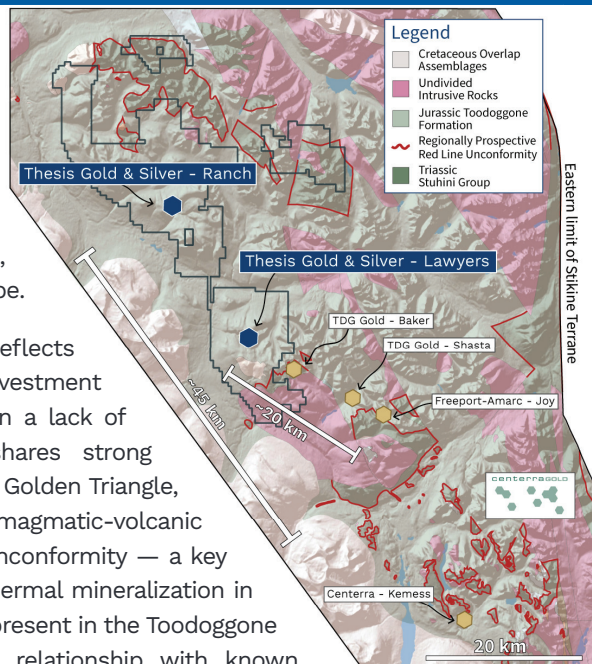 Legend
Cretaceous Overlap
Assemblages
Undivided
Intrusive Rocks
Jurassic Toodoggone
Formation
Regionally Prospective
Red Line Unconformity
Triassic
Stuhini Group
Eastern limit of Stikine Terrane
Thesis Gold & Silver - Ranch
Thesis Gold & Silver - Lawyers
TDG Gold - Baker
TDG Gold - Shasta
Freeport-Amarc - Joy
~45 km
~20 km
centerraGOLD
Centerra - Kemess
20 km
,
pe.
eflects
vestment
n a lack of
shares strong
Golden Triangle,
magmatic-volcanic
nconformity — a key
ermal mineralization in
present in the Toodoggone
relationship with known